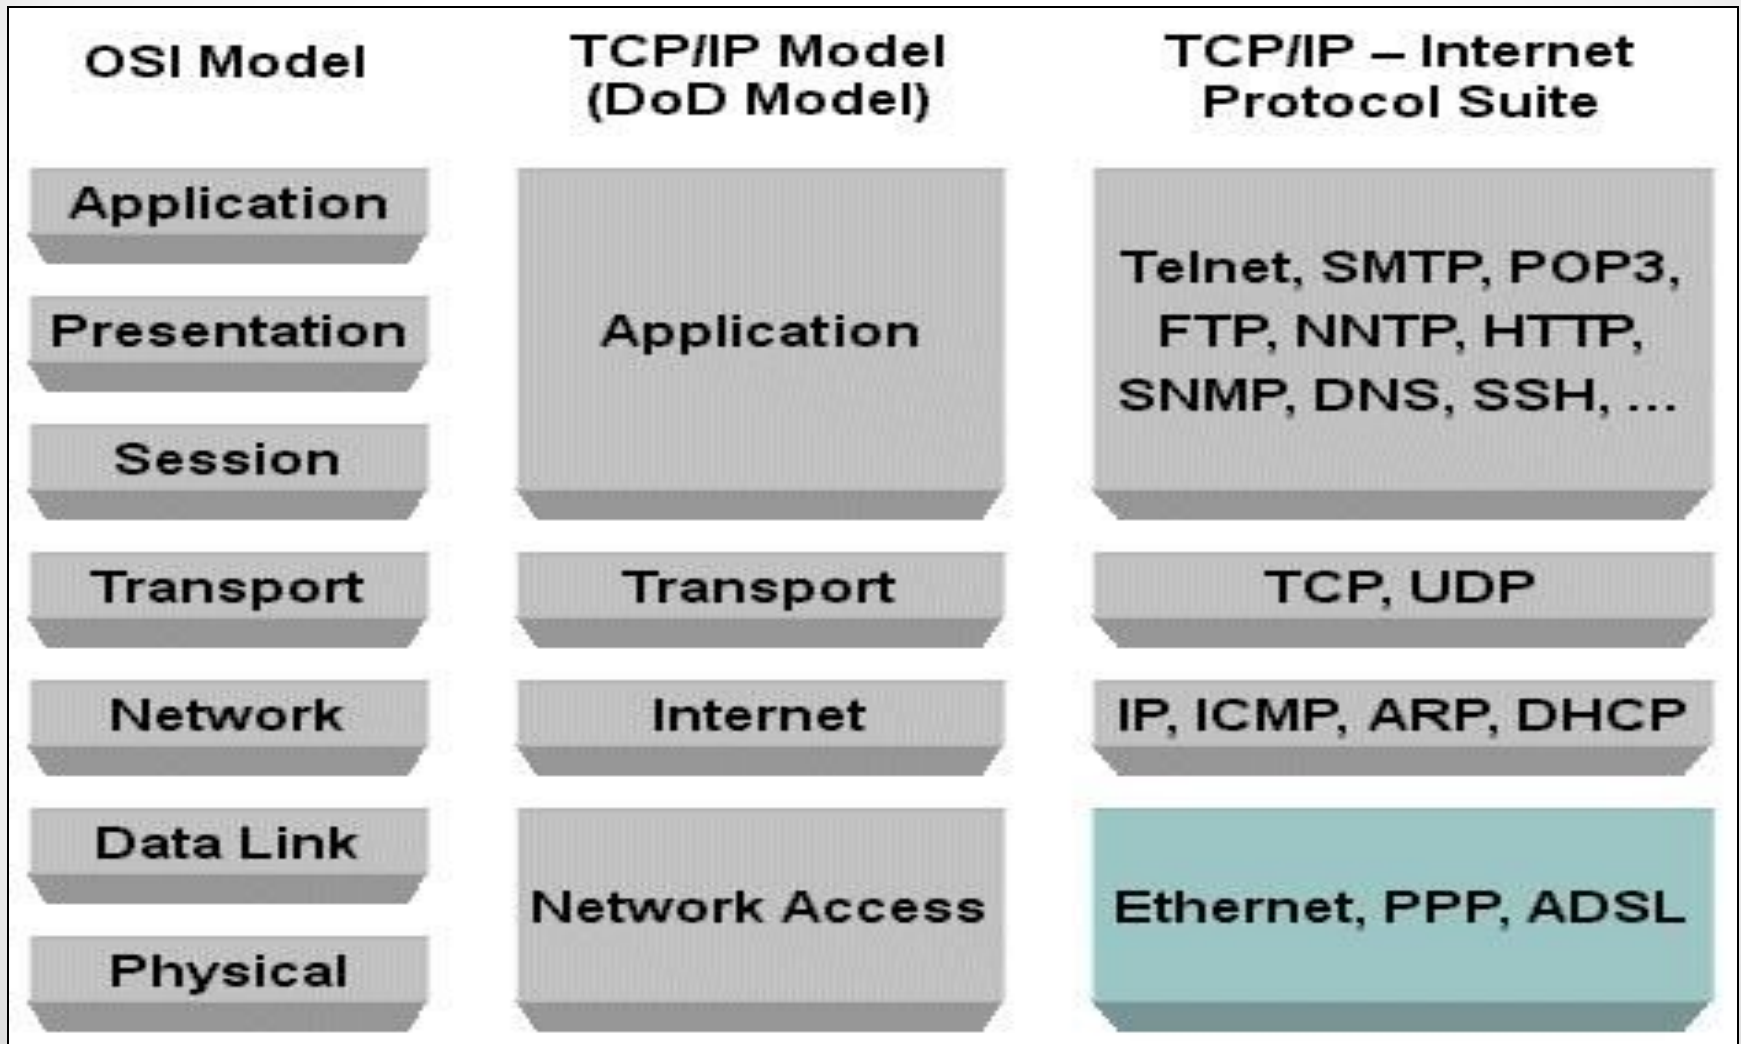 OSI Model
TCP/IP Model
(DoD Model)
TCP/IP – Internet
Protocol Suite
Application
Presentation
Session
Transport
Network
Data Link
Physical
Application
Transport
Internet
Network Access
Telnet, SMTP, POP3,
FTP, NNTP, HTTP,
SNMP, DNS, SSH, ...
TCP, UDP
IP, ICMP, ARP, DHCP
Ethernet, PPP, ADSL